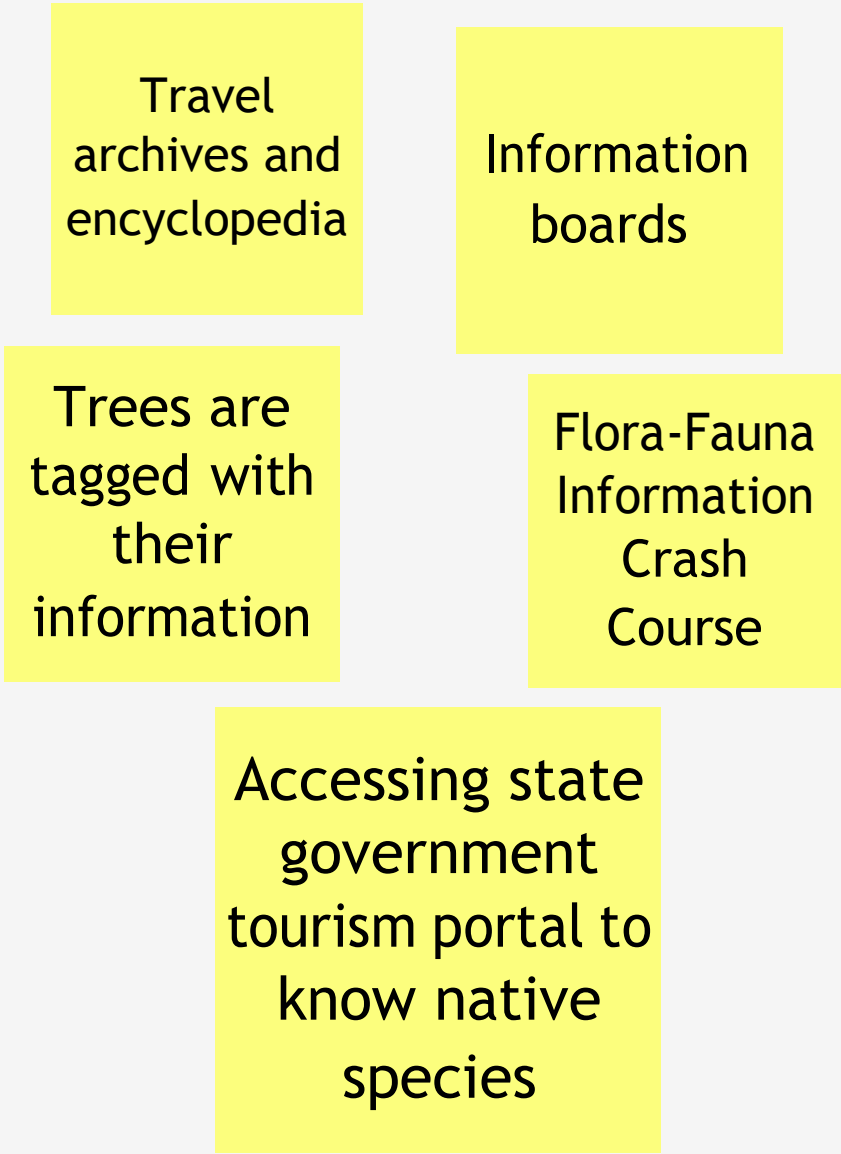 Travel
archives and
encyclopedia
Information
boards
Trees are
tagged with
their
information
Flora-Fauna
Information
Crash
Course
Accessing state
government
tourism portal to
know native
species